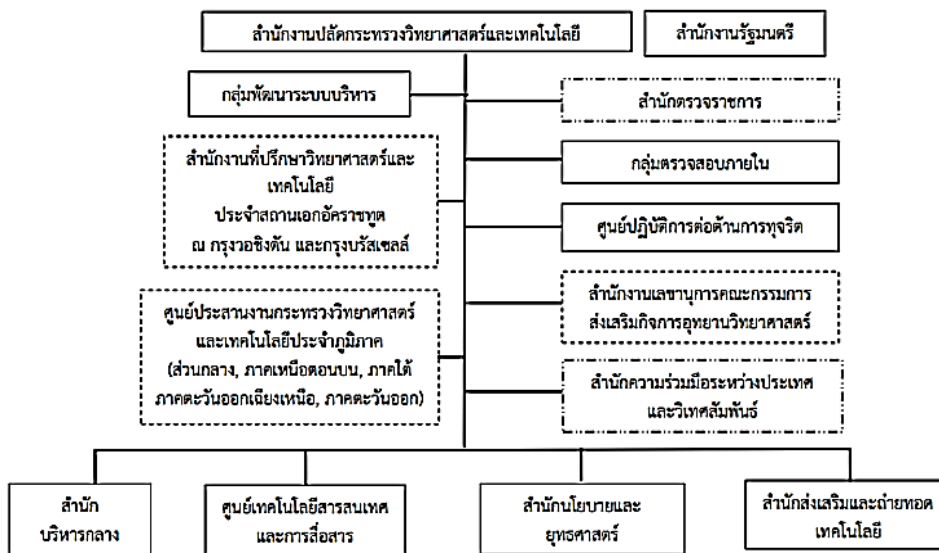 สำนักงานปลัดกระทรวงวิทยาศาสตร์และเทคโนโลยี
สำนักงานรัฐมนตรี
กลุ่มพัฒนาระบบบริหาร
สำนักตรวจราชการ
สำนักงานที่ปรึกษาวิทยาศาสตร์และ
เทคโนโลยี
ประจำสถานเอกอัครราชทูต
ณ กรุงวอชิงตัน และกรุงบรัสเซลส์
กลุ่มตรวจสอบภายใน
ศูนย์ปฏิบัติการต่อต้านการทุจริต
สำนักงานเลขานุการคณะกรรมการ
ส่งเสริมกิจการอุทยานวิทยาศาสตร์
ศูนย์ประสานงานกระทรวงวิทยาศาสตร์
และเทคโนโลยีประจำภูมิภาค
(ส่วนกลาง, ภาคเหนือตอนบน, ภาคใต้
ภาคตะวันออกเฉียงเหนือ, ภาคตะวันออก)
สำนักความร่วมมือระหว่างประเทศ
และวิเทศสัมพันธ์
สำนัก
บริหารกลาง
ศูนย์เทคโนโลยีสารสนเทศ
และการสื่อสาร
สำนักนโยบายและ
ยุทธศาสตร์
สำนักส่งเสริมและถ่ายทอด
เทคโนโลยี